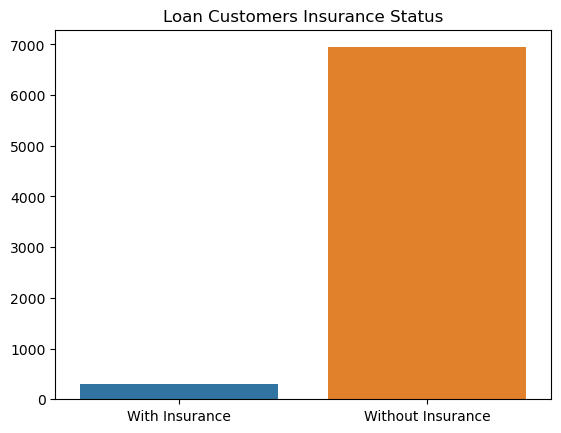 Loan Customers Insurance Status
7000
6000
5000
4000
3000
2000
1000
0
With Insurance
Without Insurance